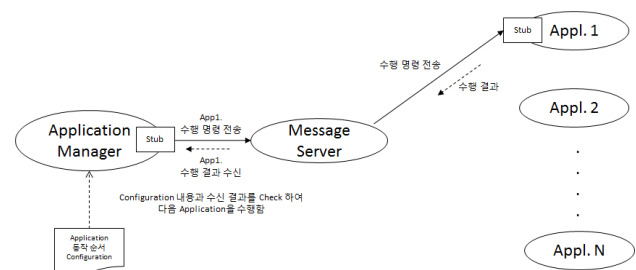 Stub
Appl. 1
수행 명령 전송
수행 결과
Appl. 2
App1.
수행 명령 전송
Application
Manager
Stub
Message
Server
App1.
수행 결과 수신
Configuration 내용과 수신 결과를 Check 하여
다음 Application을 수행함
.
.
.
.
Application
동작 순서
Configuration
Appl. N